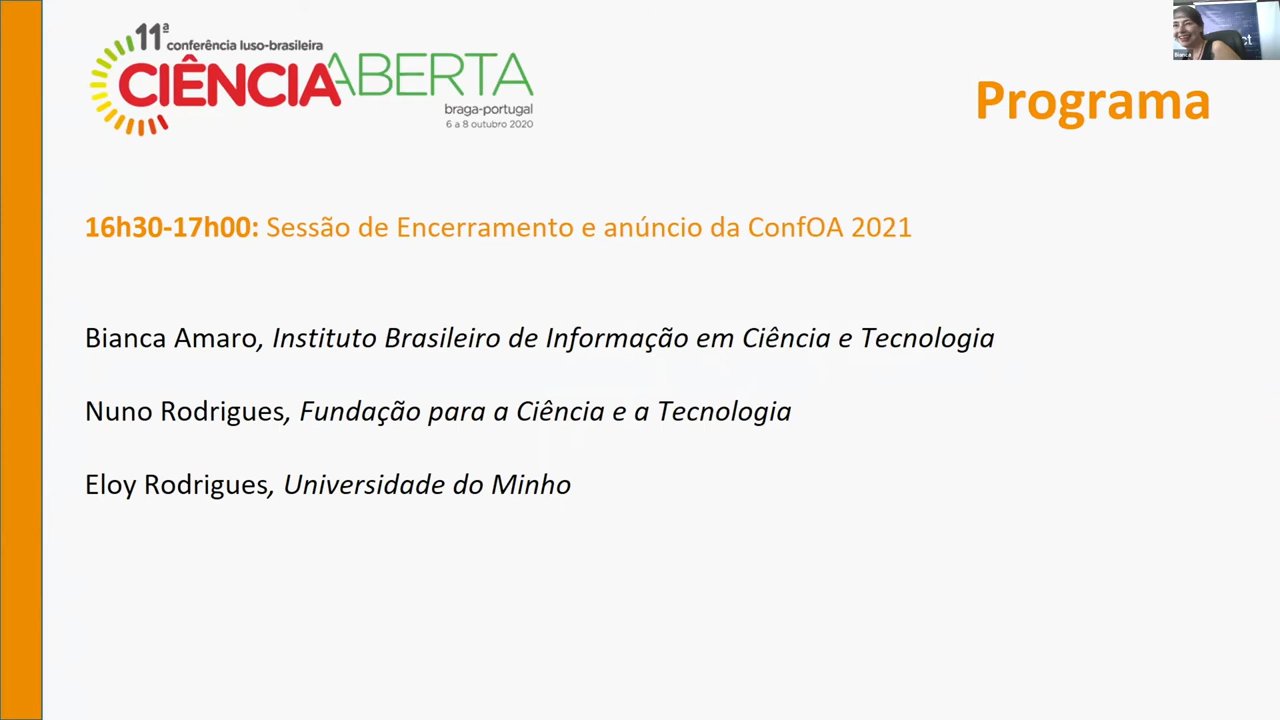 11ª conferência luso-brasileira
CIÊNCIA ABERTA
braga-portugal
6 a 8 outubro 2020
Bianca
Programa
16h30-17h00: Sessão de Encerramento e anúncio da ConfOA 2021
Bianca Amaro, Instituto Brasileiro de Informação em Ciência e Tecnologia
Nuno Rodrigues, Fundação para a Ciência e a Tecnologia
Eloy Rodrigues, Universidade do Minho